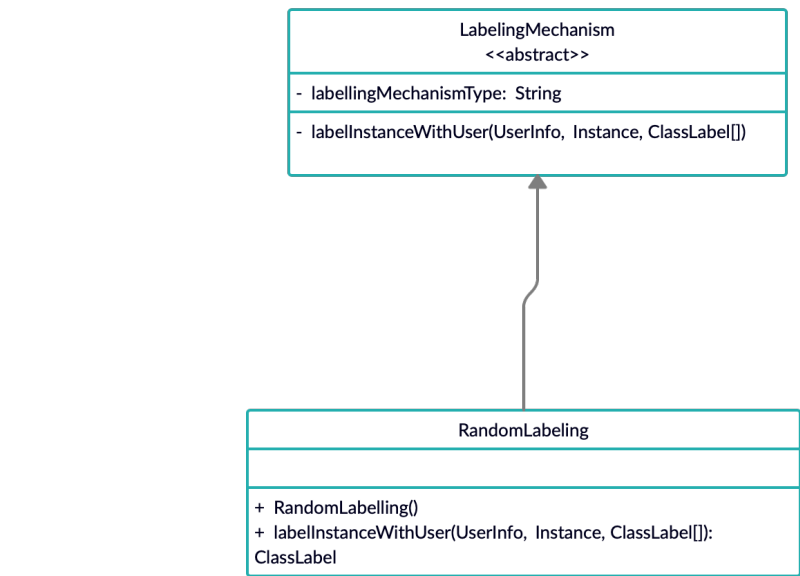 LabelingMechanism
<<abstract>>
- labellingMechanismType: String
- labelInstanceWithUser(UserInfo, Instance, ClassLabel[])
RandomLabeling
+ RandomLabelling()
+ labelInstanceWithUser(UserInfo, Instance, ClassLabel[]):
ClassLabel